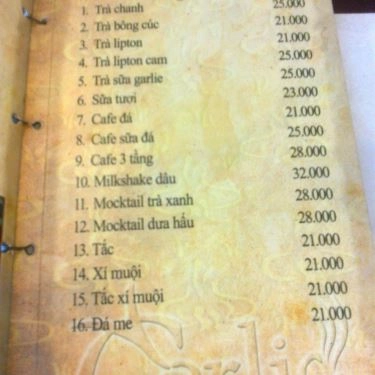 1. Trà chanh 25.000
2. Trà bông cúc 21.000
3. Trà lipton 21.000
4. Trà lipton cam 25.000
5. Trà sữa garlic 25.000
6. Sữa tươi 23.000
7. Cafe đá 21.000
8. Cafe sữa đá 25.000
9. Cafe 3 tầng 28.000
10. Milkshake dâu 32.000
11. Mocktail trà xanh 28.000
12. Mocktail dưa hấu 28.000
13. Tắc 21.000
14. Xí muội 21.000
15. Tắc xí muội 21.000
16. Đá me 21.000
Garlic